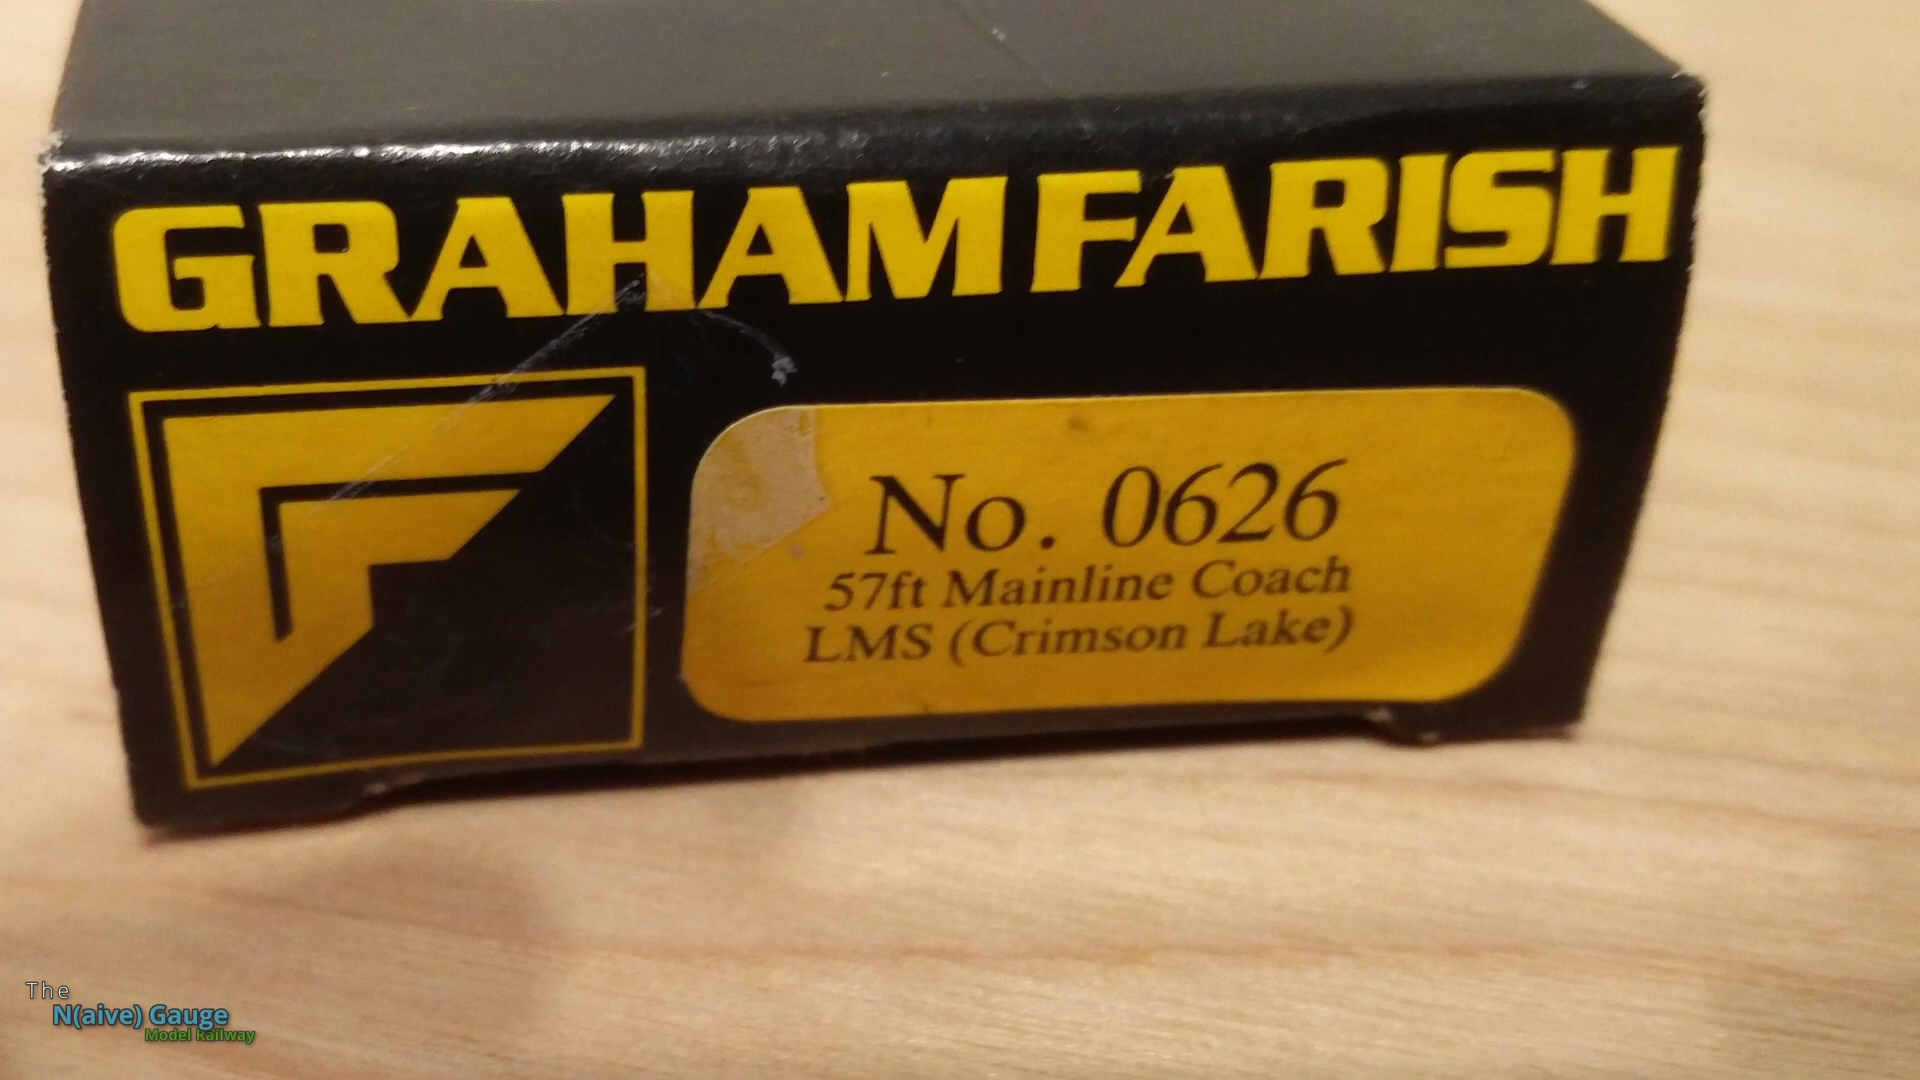 GRAHAM FARISH
No. 0626
57ft Mainline Coach
LMS (Crimson Lake)
The
N(aive) Gauge
Model railway